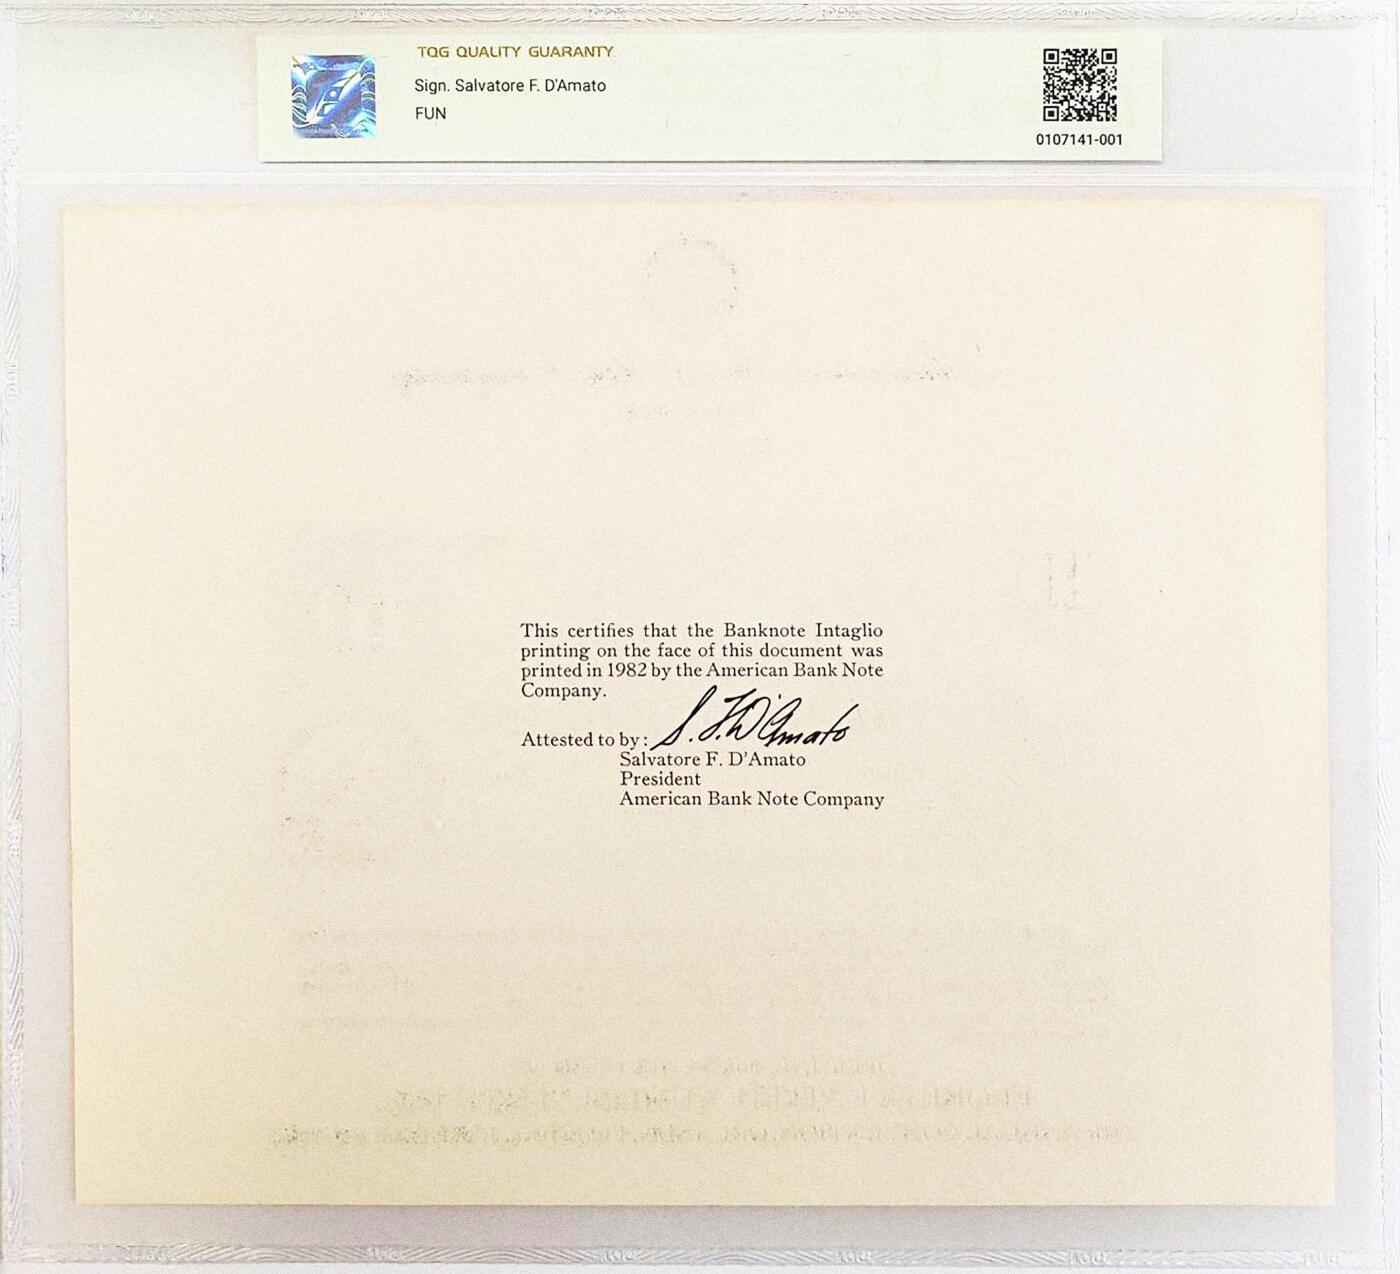 TQG QUALITY GUARANTY
Sign. Salvatore F. D'Amato
FUN
0107141-001
This certifies that the Banknote Intaglio
printing on the face of this document was
printed in 1982 by the American Bank Note
Company.
Attested to by: S. F. D'Amato
Salvatore F. D'Amato
President
American Bank Note Company